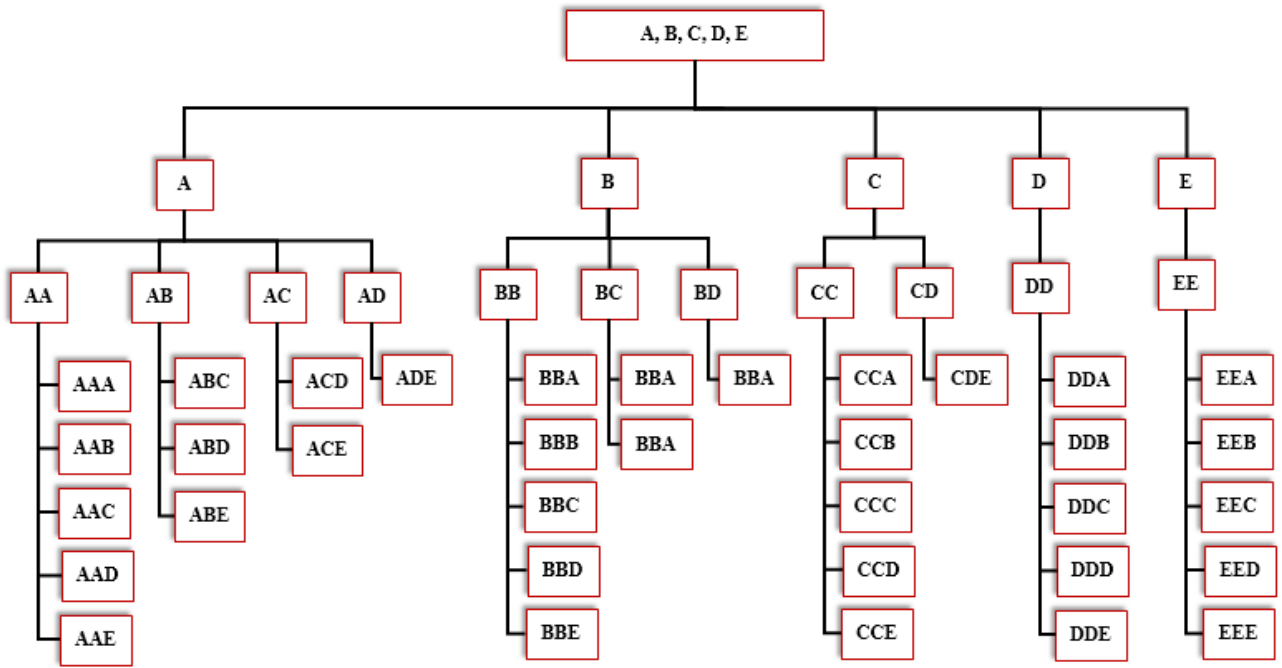 A, B, C, D, E
A
B
C
D
E
AA
AB
AC
AD
BB
BC
BD
CC
CD
DD
EE
AAA
AAB
AAC
AAD
AAE
ABC
ABD
ABE
ACD
ACE
ADE
BBA
BBB
BBC
BBD
BBE
BBA
BBA
BBA
CCA
CCB
CCC
CCD
CCE
CDE
DDA
DDB
DDC
DDD
DDE
EEA
EEB
EEC
EED
EEE